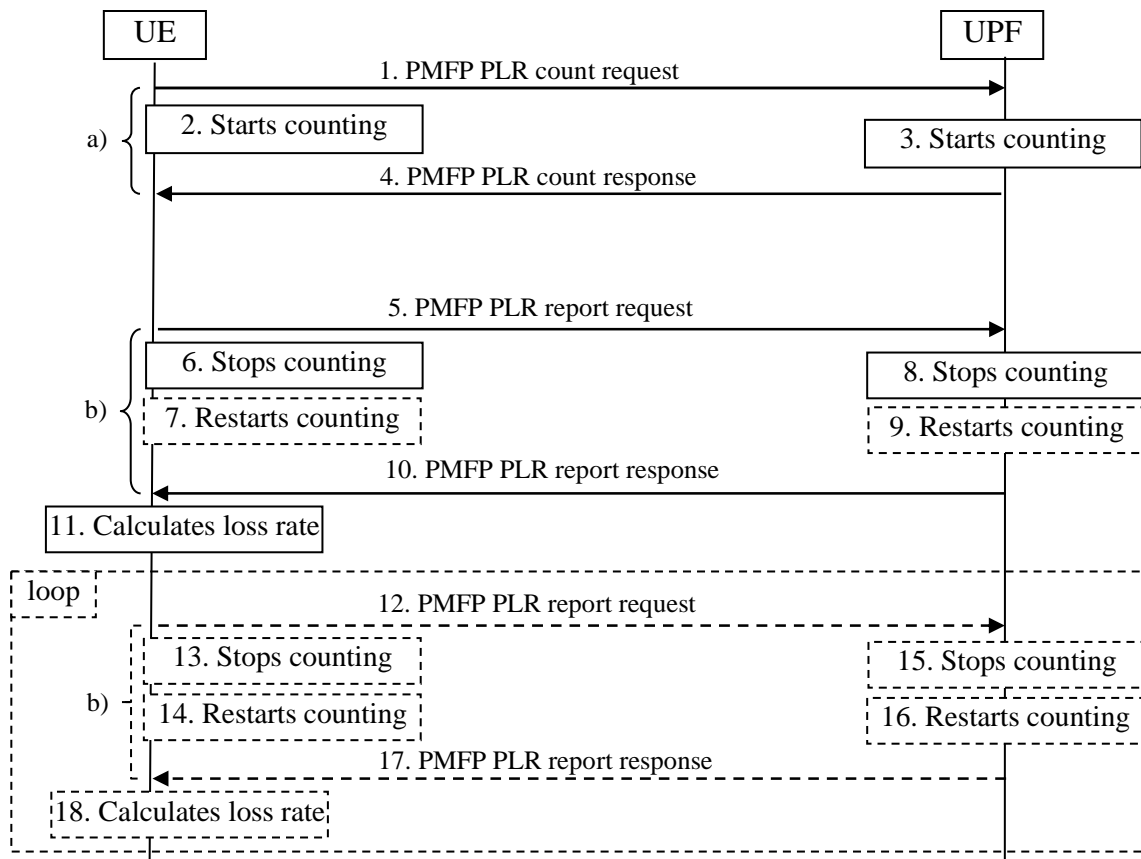 UE
UPF
1. PMFP PLR count request
a)
2. Starts counting
3. Starts counting
4. PMFP PLR count response
5. PMFP PLR report request
6. Stops counting
8. Stops counting
b)
7. Restarts counting
9. Restarts counting
10. PMFP PLR report response
11. Calculates loss rate
loop
12. PMFP PLR report request
13. Stops counting
15. Stops counting
b)
14. Restarts counting
16. Restarts counting
17. PMFP PLR report response
18. Calculates loss rate